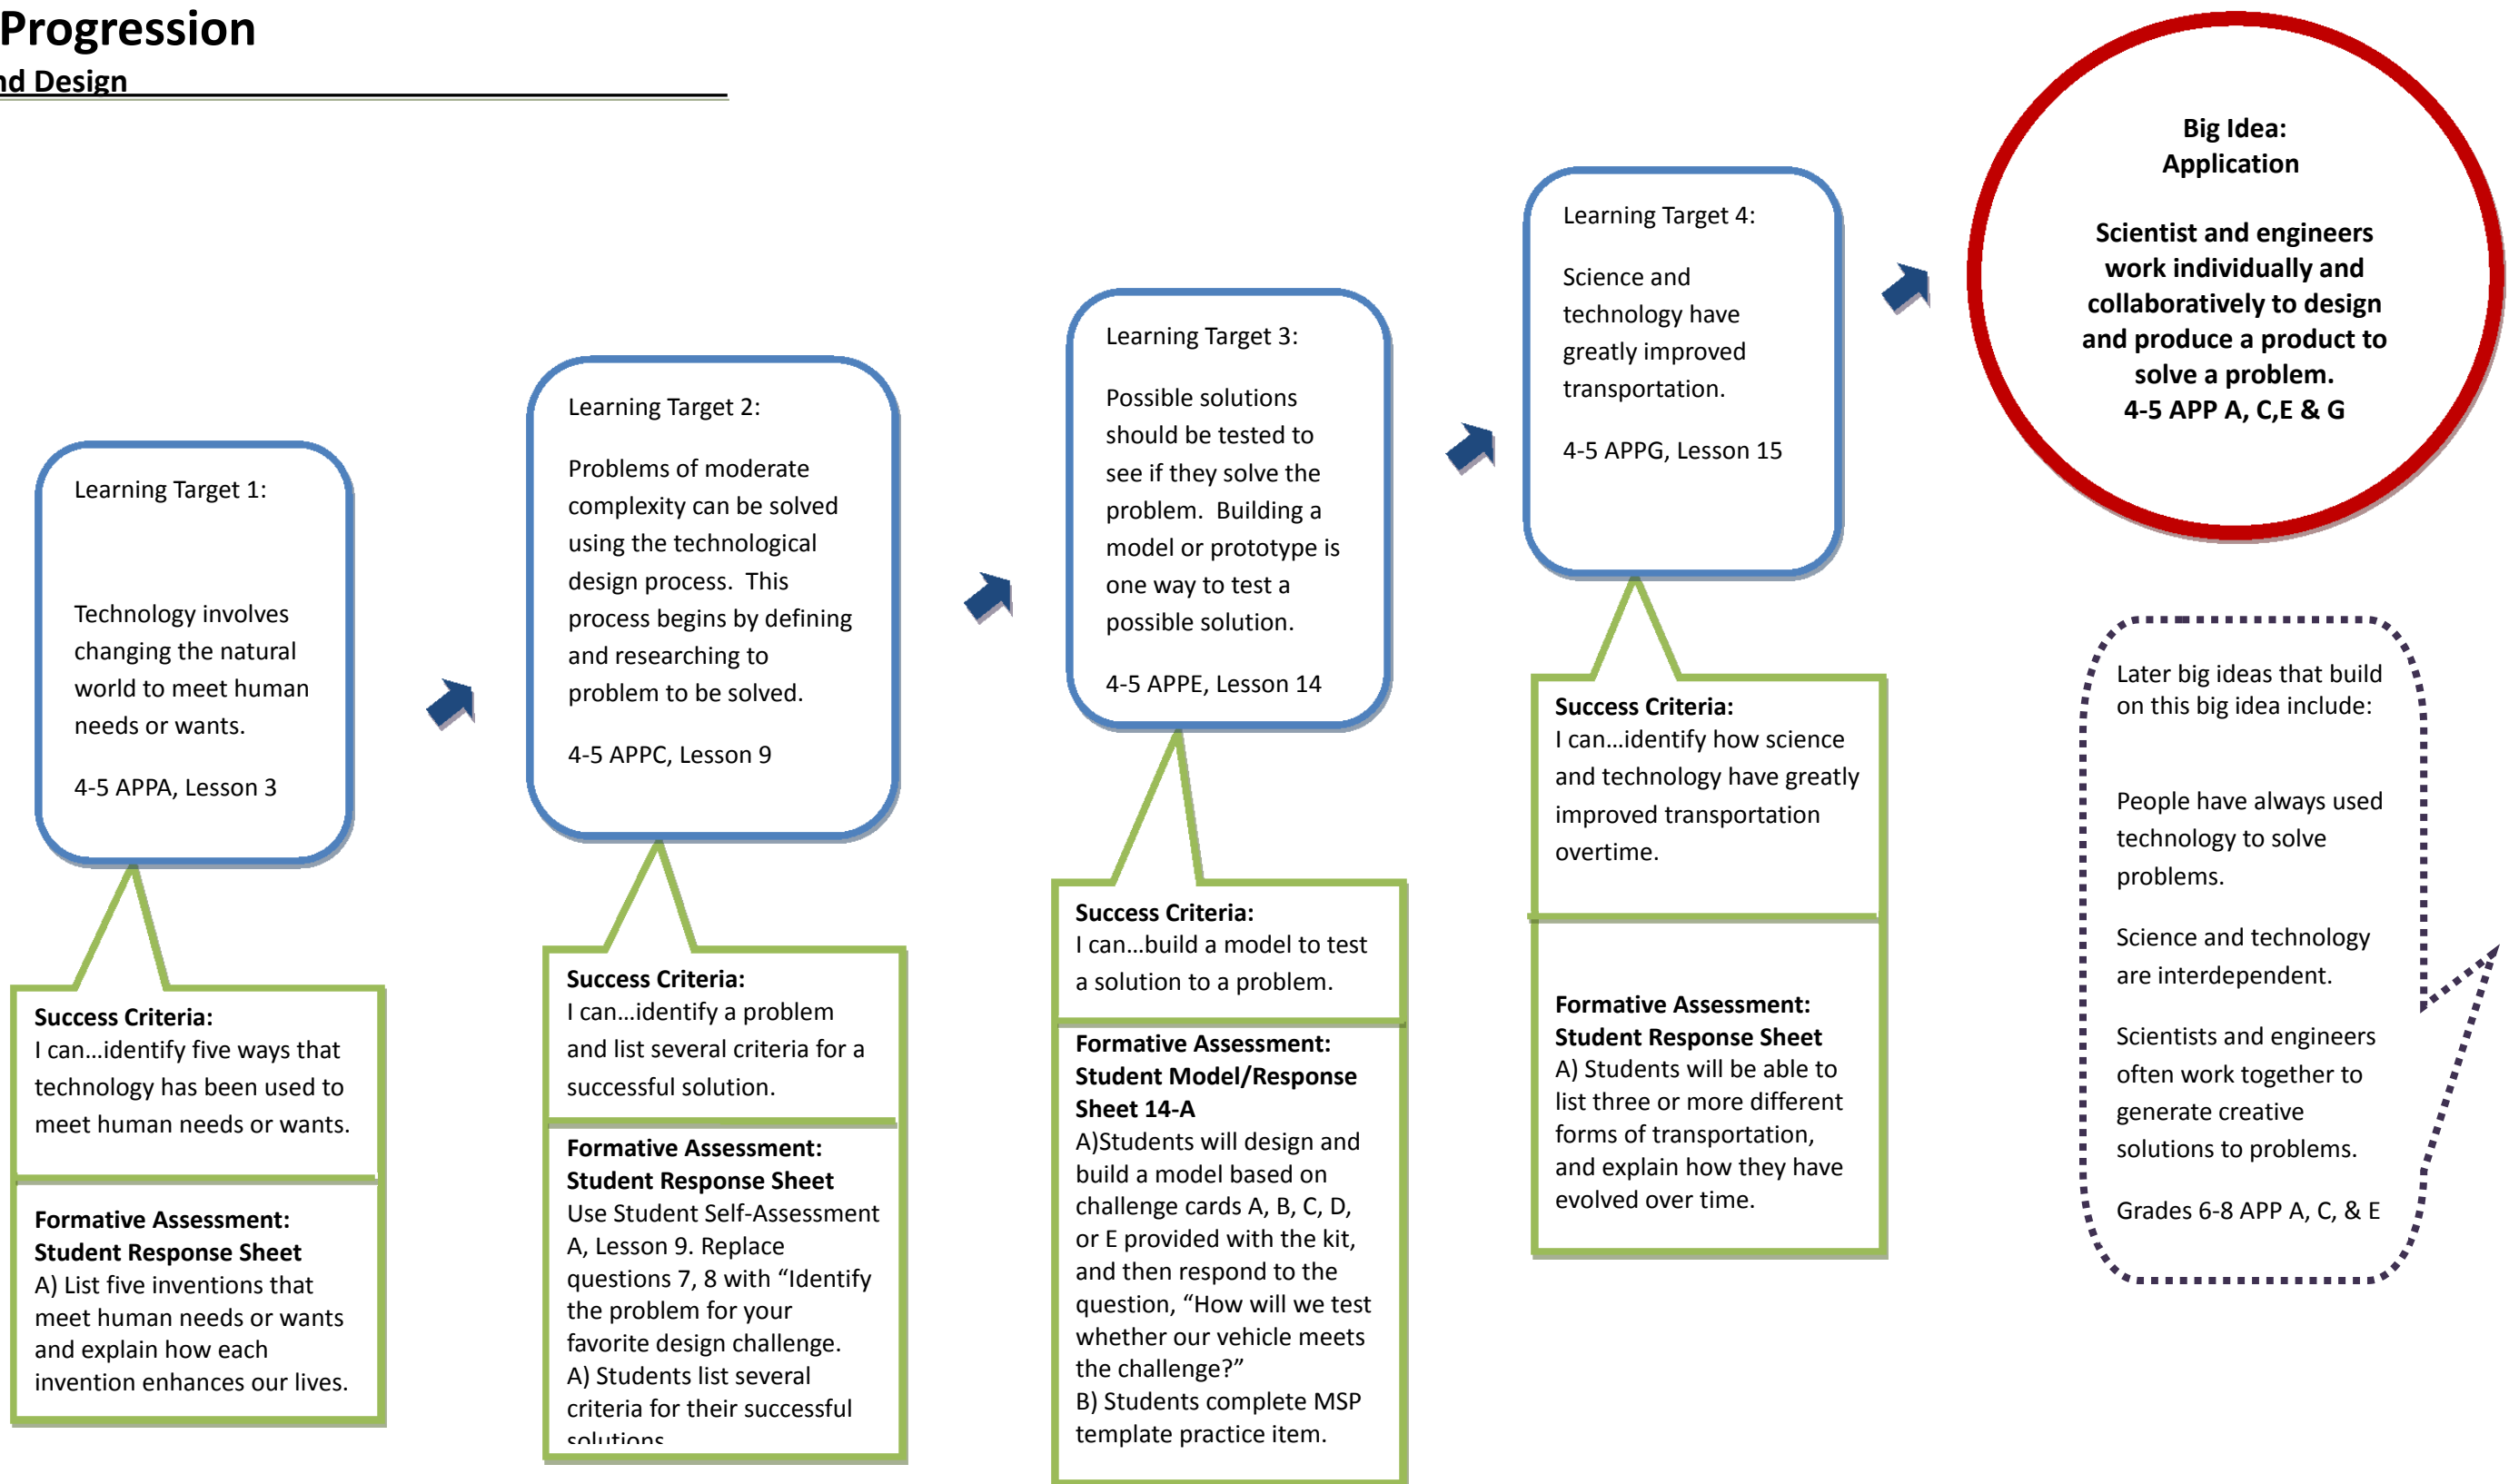 Progression
nd Design
Learning Target 1:
Technology involves
changing the natural
world to meet human
needs or wants.
4-5 APPA, Lesson 3
Success Criteria:
I can…identify five ways that
technology has been used to
meet human needs or wants.
Formative Assessment:
Student Response Sheet
A) List five inventions that
meet human needs or wants
and explain how each
invention enhances our lives.
Learning Target 2:
Problems of moderate
complexity can be solved
using the technological
design process.  This
process begins by defining
and researching to
problem to be solved.
4-5 APPC, Lesson 9
Success Criteria:
I can…identify a problem
and list several criteria for a
successful solution.
Formative Assessment:
Student Response Sheet
Use Student Self-Assessment
A, Lesson 9. Replace
questions 7, 8 with “Identify
the problem for your
favorite design challenge.
A) Students list several
criteria for their successful
solutions
Learning Target 3:
Possible solutions
should be tested to
see if they solve the
problem.  Building a
model or prototype is
one way to test a
possible solution.
4-5 APPE, Lesson 14
Success Criteria:
I can…build a model to test
a solution to a problem.
Formative Assessment:
Student Model/Response
Sheet 14-A
A)Students will design and
build a model based on
challenge cards A, B, C, D,
or E provided with the kit,
and then respond to the
question, “How will we test
whether our vehicle meets
the challenge?”
B) Students complete MSP
template practice item.
Learning Target 4:
Science and
technology have
greatly improved
transportation.
4-5 APPG, Lesson 15
Success Criteria:
I can…identify how science
and technology have greatly
improved transportation
overtime.
Formative Assessment:
Student Response Sheet
A) Students will be able to
list three or more different
forms of transportation,
and explain how they have
evolved over time.
Big Idea:
Application
Scientist and engineers
work individually and
collaboratively to design
and produce a product to
solve a problem.
4-5 APP A, C,E & G
Later big ideas that build
on this big idea include:
People have always used
technology to solve
problems.
Science and technology
are interdependent.
Scientists and engineers
often work together to
generate creative
solutions to problems.
Grades 6-8 APP A, C, & E